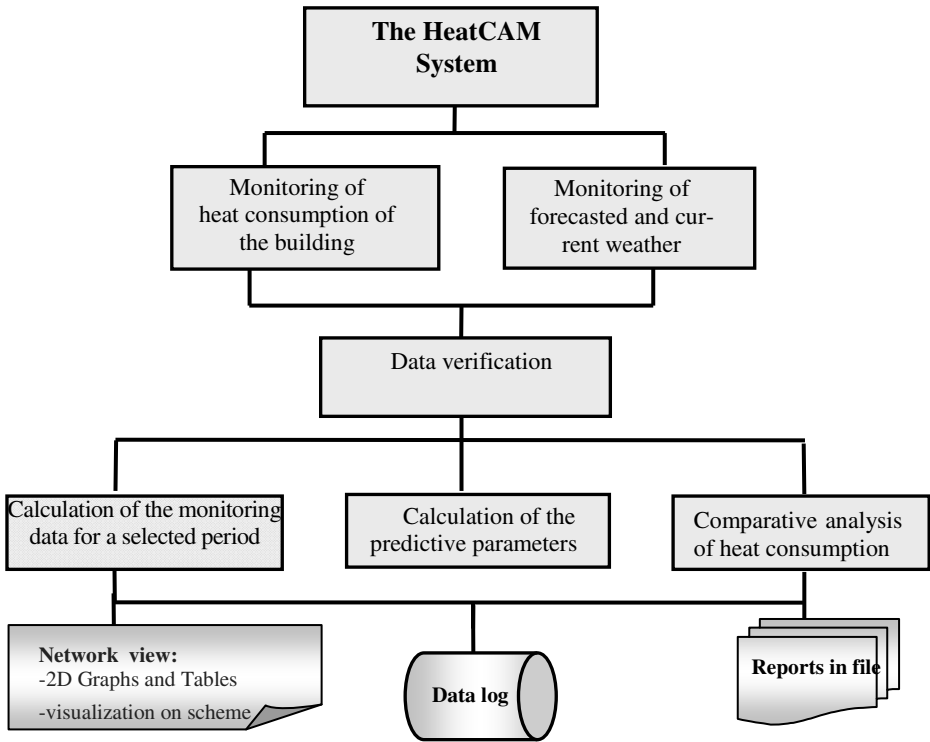 The HeatCAM
System
Monitoring of
heat consumption of
the building
Monitoring of
forecasted and cur-
rent weather
Data verification
Calculation of the monitoring
data for a selected period
Calculation of the
predictive parameters
Comparative analysis
of heat consumption
Network view:
-2D Graphs and Tables
-visualization on scheme
Data log
Reports in file